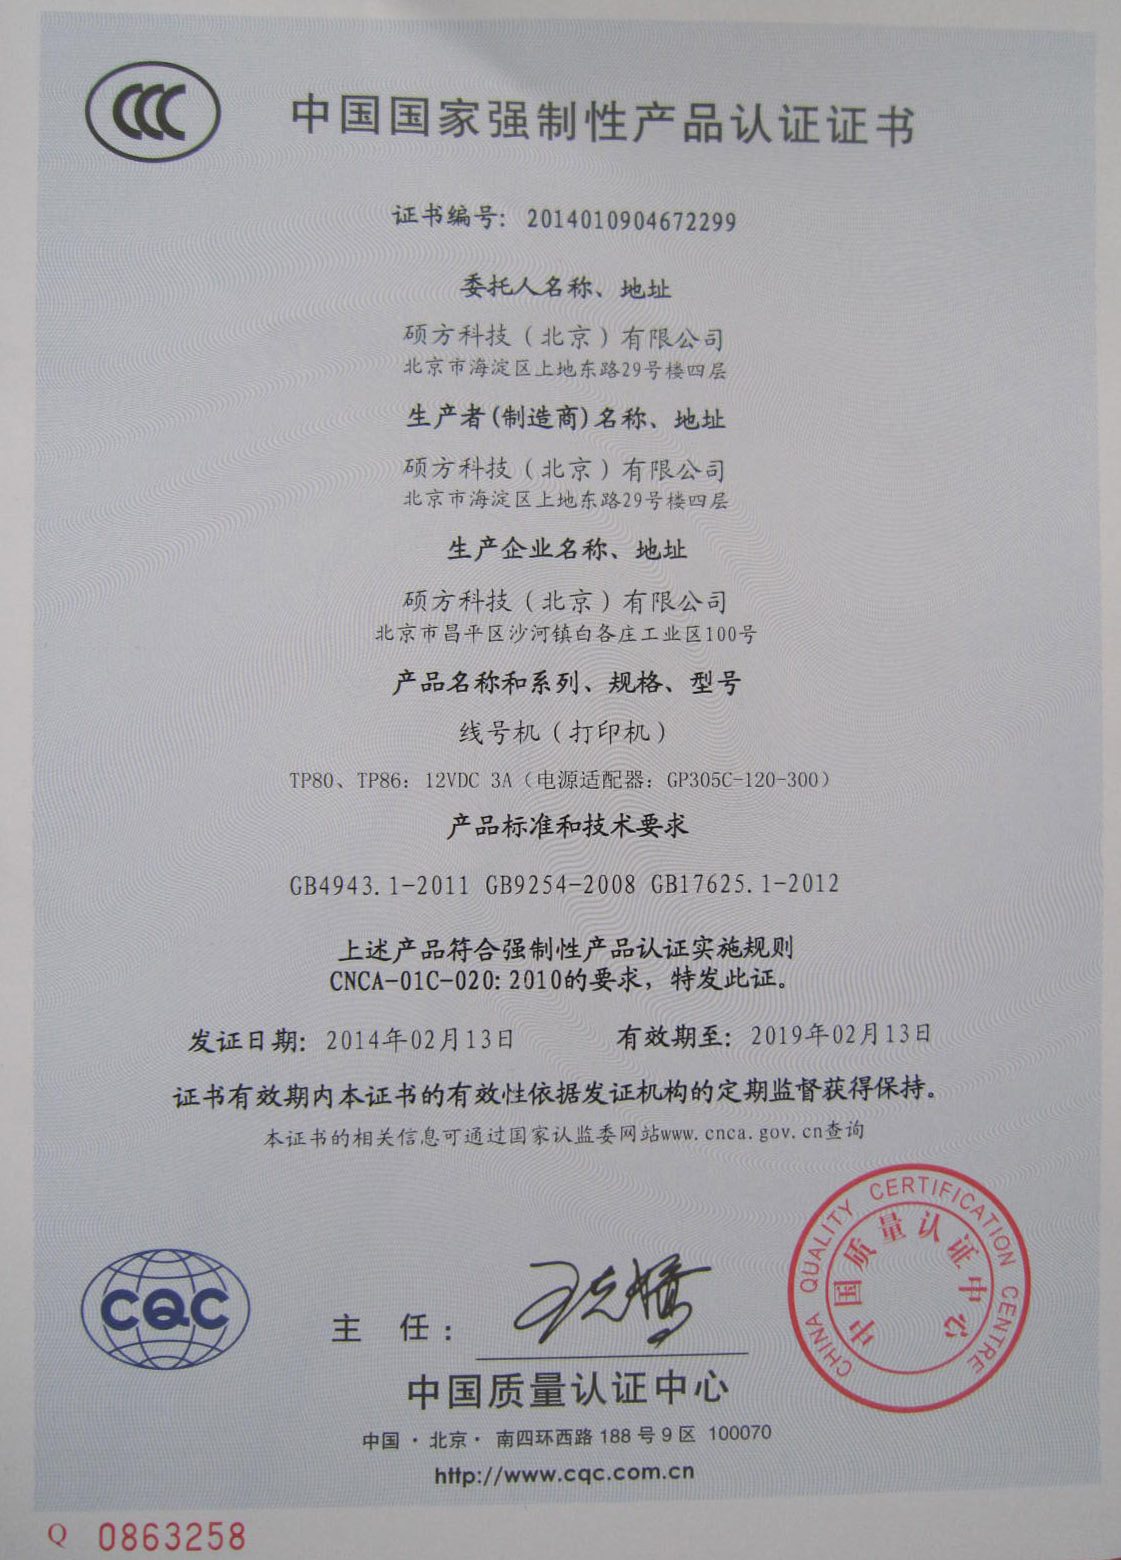 CCC
中国国家强制性产品认证证书
证书编号：2014010904672299
委托人名称、地址
硕方科技（北京）有限公司
北京市海淀区上地东路29号楼四层
生产者(制造商)名称、地址
硕方科技（北京）有限公司
北京市海淀区上地东路29号楼四层
生产企业名称、地址
硕方科技（北京）有限公司
北京市昌平区沙河镇白各庄工业区100号
产品名称和系列、规格、型号
线号机（打印机）
TP80、TP86：12VDC 3A（电源适配器：GP305C-120-300）
产品标准和技术要求
GB4943.1-2011 GB9254-2008 GB17625.1-2012
上述产品符合强制性产品认证实施规则
CNCA-01C-020:2010的要求，特发此证。
发证日期：2014年02月13日 有效期至：2019年02月13日
证书有效期内本证书的有效性依据发证机构的定期监督获得保持。
本证书的相关信息可通过国家认监委网站www.cnca.gov.cn查询
CHINA QUALITY CERTIFICATION CENTRE
中国质量认证中心
CQC
主 任：
中国质量认证中心
中国·北京·南四环西路 188 号 9 区 100070
http://www.cqc.com.cn
Q 0863258